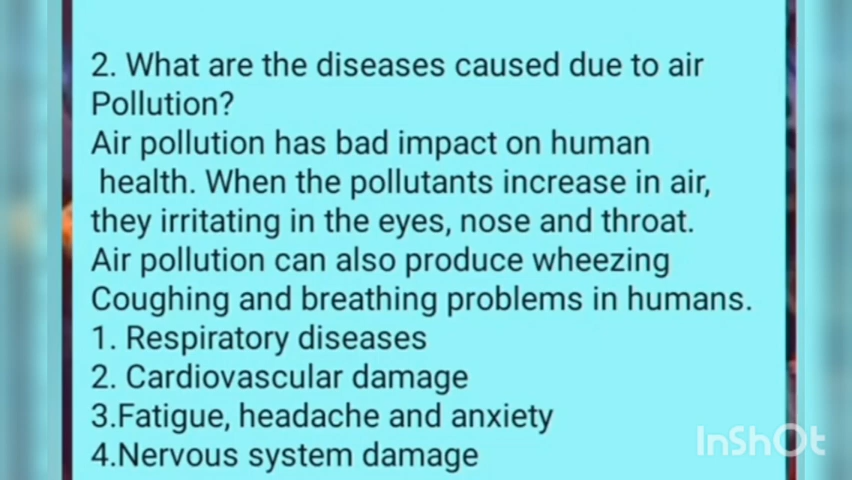 2. What are the diseases caused due to air
Pollution?
Air pollution has bad impact on human
health. When the pollutants increase in air,
they irritating in the eyes, nose and throat.
Air pollution can also produce wheezing
Coughing and breathing problems in humans.
1. Respiratory diseases
2. Cardiovascular damage
3.Fatigue, headache and anxiety
4.Nervous system damage
InShOt